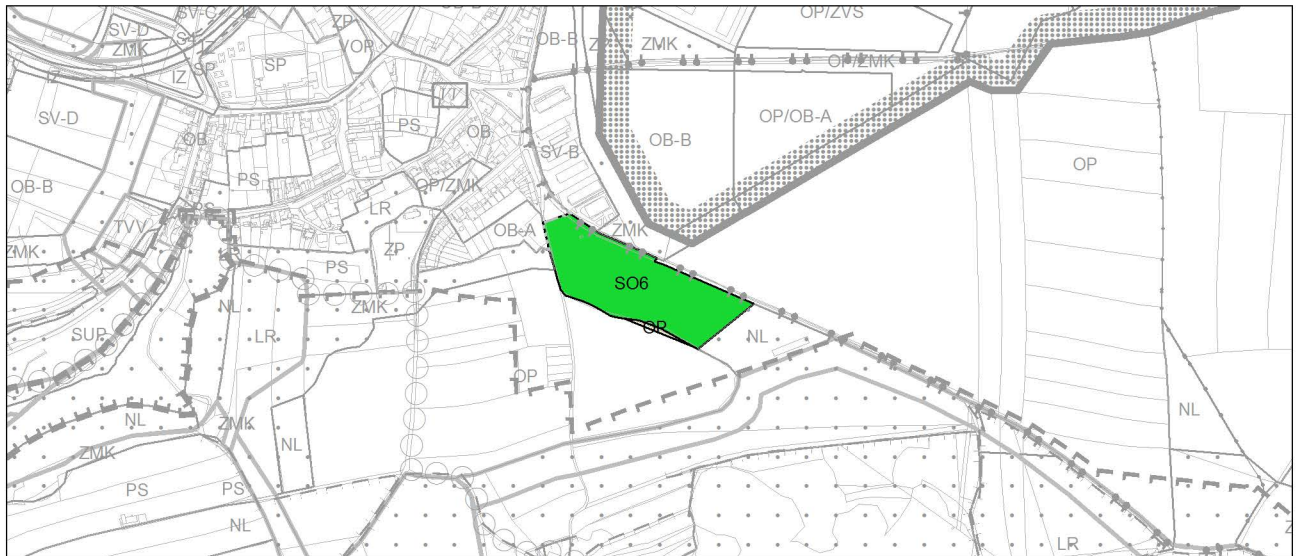 SV-D
SV-C
ZP
OB-B
ZMK
IZ
VOP
OP/ZVS
ZMK
IZ
SP
SP
OB-B
ZMK
OP/ZMK
SV-D
PS
OP/OB-A
OB
OB
OB-B
OP
SV-B
OB-B
PS
OP/ZMK
LR
TVV
OB-A
ZMK
ZMK
ZP
PS
SO6
NL
ZMK
SUP
LR
OP
NL
OP
NL
NL
NL
ZMK
ZMK
PS
PS
NL
LR